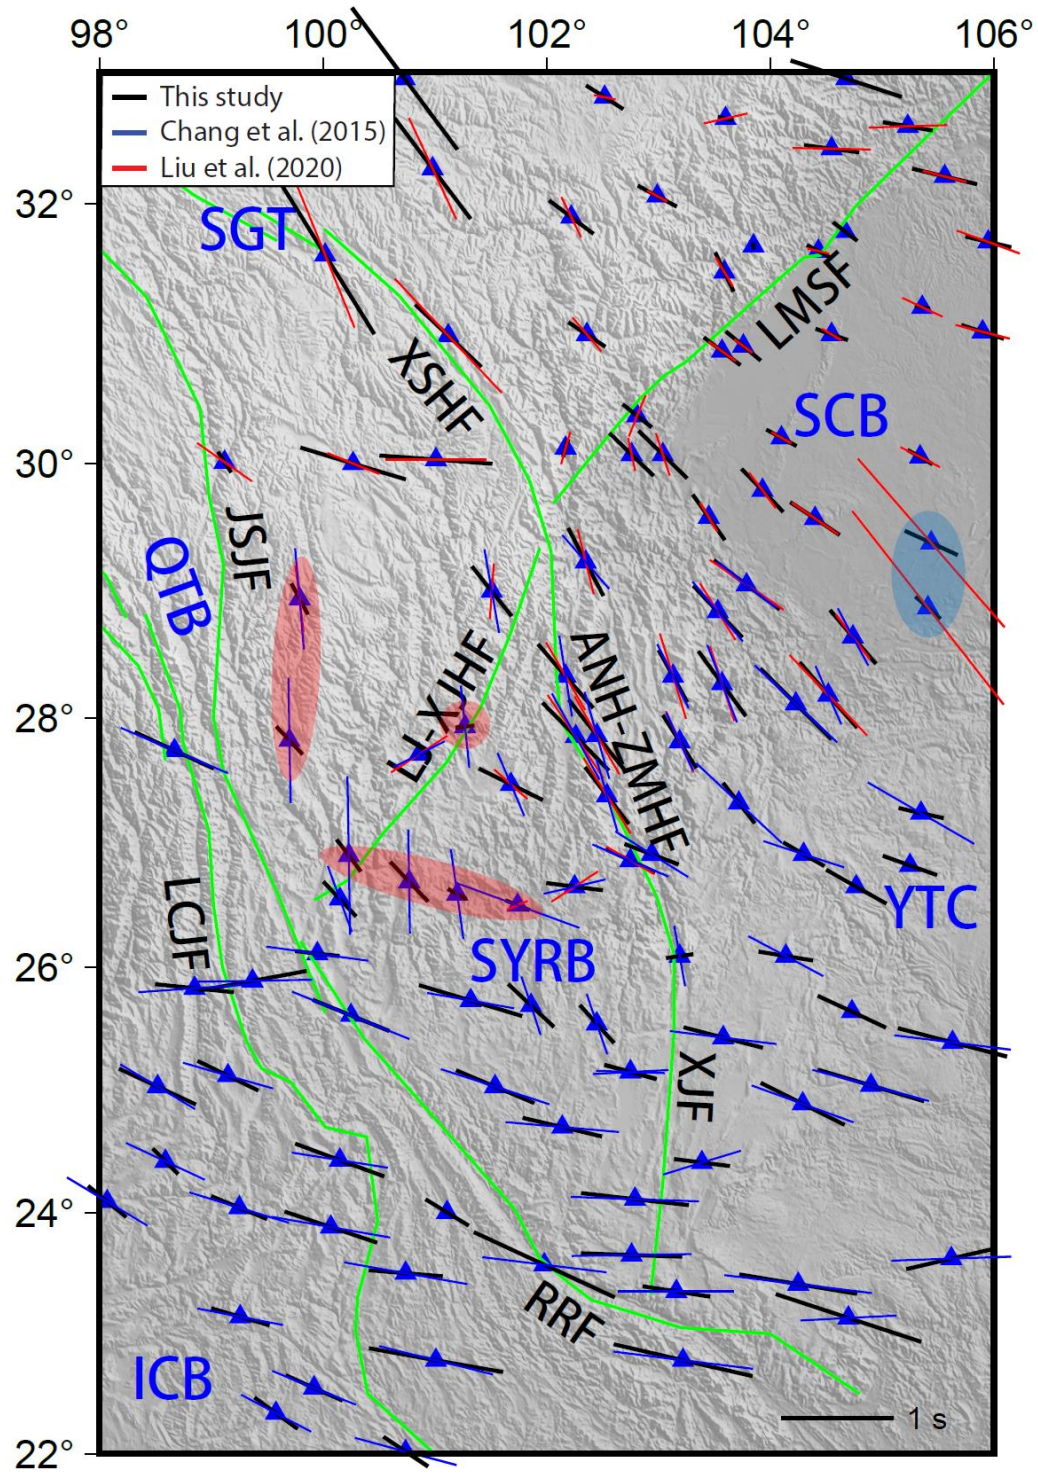 98° 100° 102° 104° 106°
This study
Chang et al. (2015)
Liu et al. (2020)
32°
SGT
LMSF
XSHF
SCB
30°
JSJF
QTB
ANH-ZMHF
LJ-XJHF
28°
LCJF
YTC
SYRB
26°
XJF
24°
RRF
ICB
1 s
22°